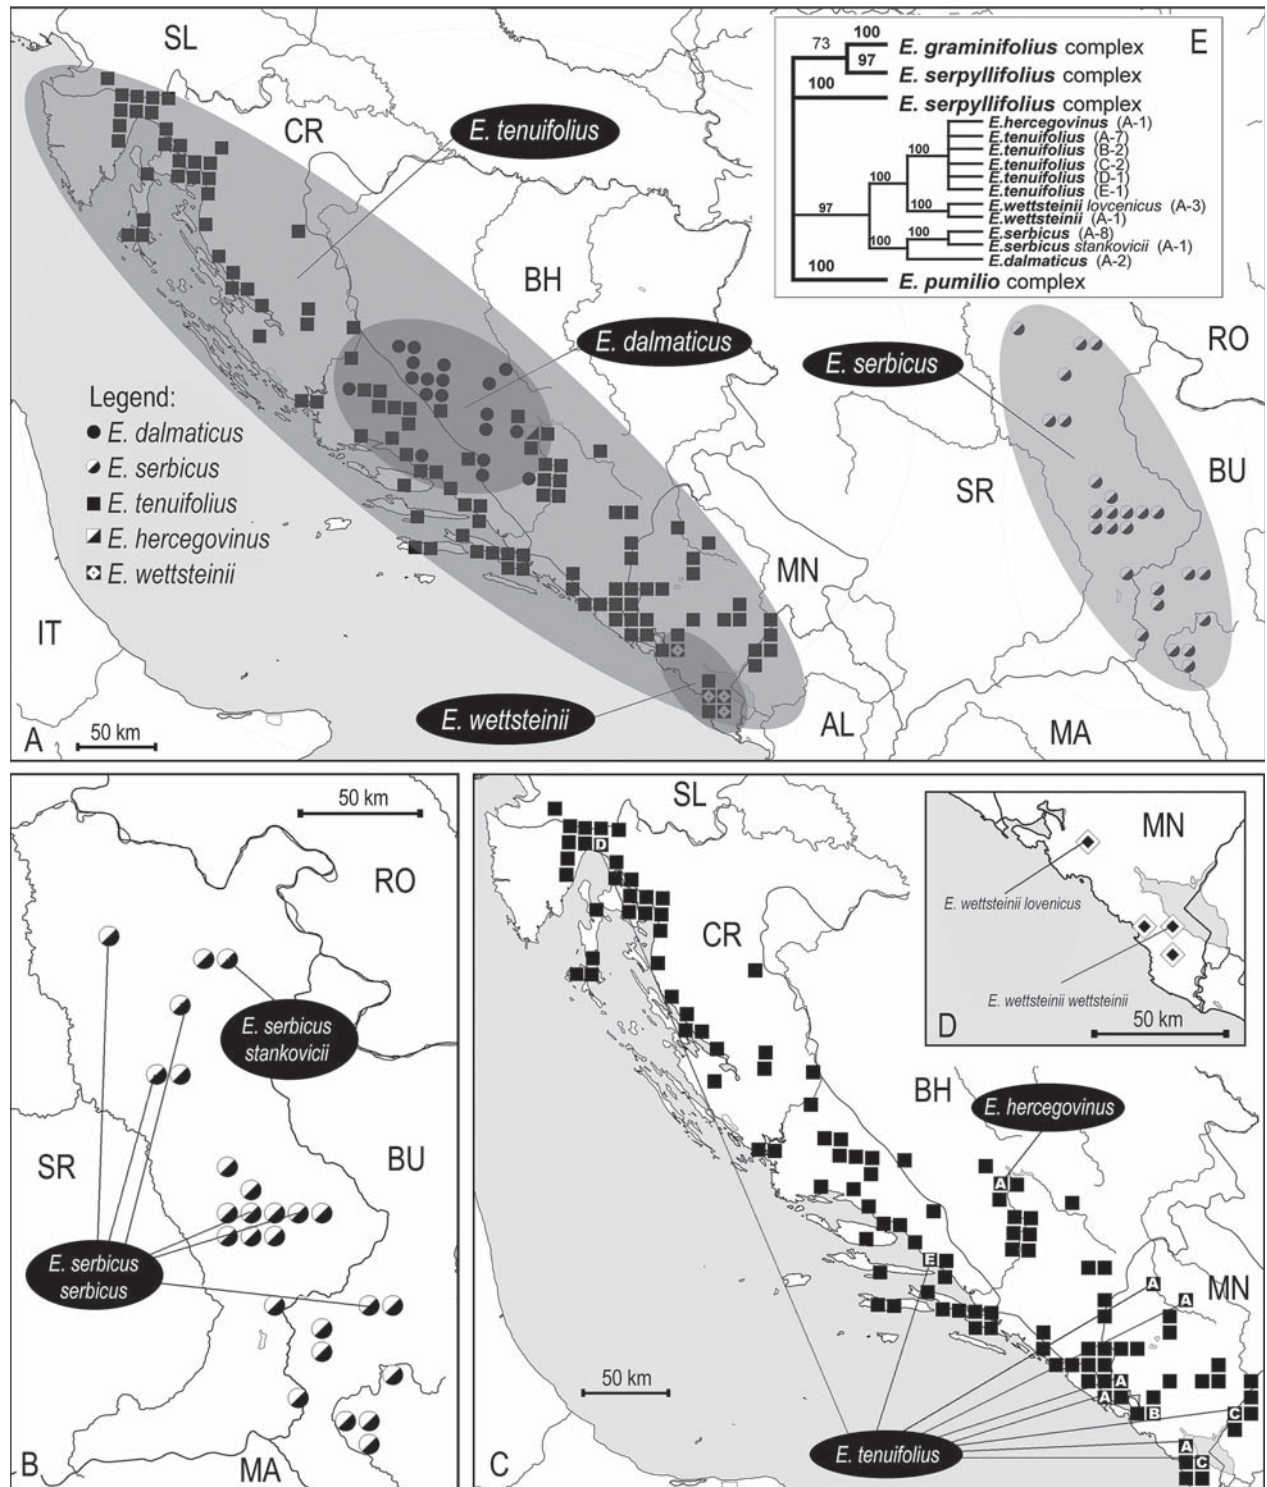 SL
CR
BH
SR
RO
BU
MN
AL
MA
IT
E. tenuifolius
E. dalmaticus
E. serbicus
E. wettsteinii
Legend:
E. dalmaticus
E. serbicus
E. tenuifolius
E. hercegovinus
E. wettsteinii
A
50 km
E
100
73
97
100
97
100
100
100
100
100
100
100
E. graminifolius complex
E. serpyllifolius complex
E. serpyllifolius complex
E.hercegovinus (A-1)
E.tenuifolius (A-7)
E.tenuifolius (B-2)
E.tenuifolius (C-2)
E.tenuifolius (D-1)
E.tenuifolius (E-1)
E.wettsteinii lovcenicus (A-3)
E.wettsteinii (A-1)
E.serbicus (A-8)
E.serbicus stankovicii (A-1)
E.dalmaticus (A-2)
E. pumilio complex
50 km
RO
E. serbicus
stankovicii
SR
BU
E. serbicus
serbicus
B
MA
SL
D
CR
BH
E. hercegovinus
A
E
MN
A
A
A
A
B
C
A
C
50 km
E. tenuifolius
C
MN
E. wettsteinii lovenicus
E. wettsteinii wettsteinii
D
50 km